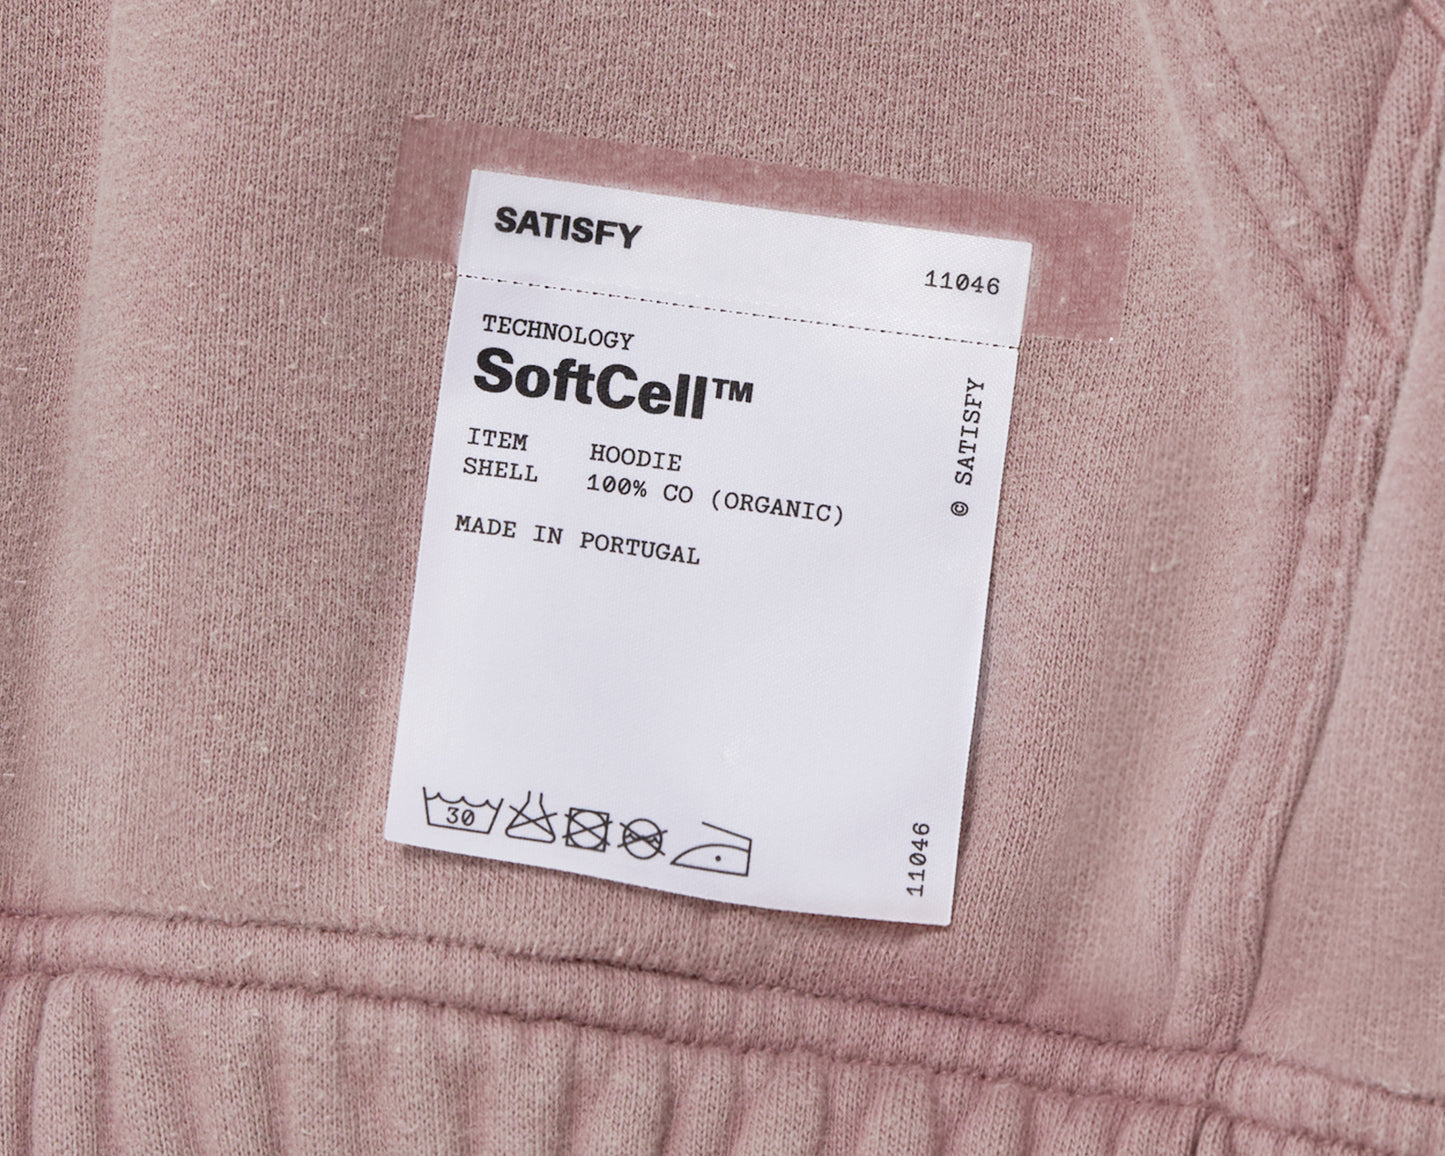 SATISFY
11046
TECHNOLOGY
SoftCell™
ITEM HOODIE
SHELL 100% CO (ORGANIC)
MADE IN PORTUGAL
© SATISFY
30
11046